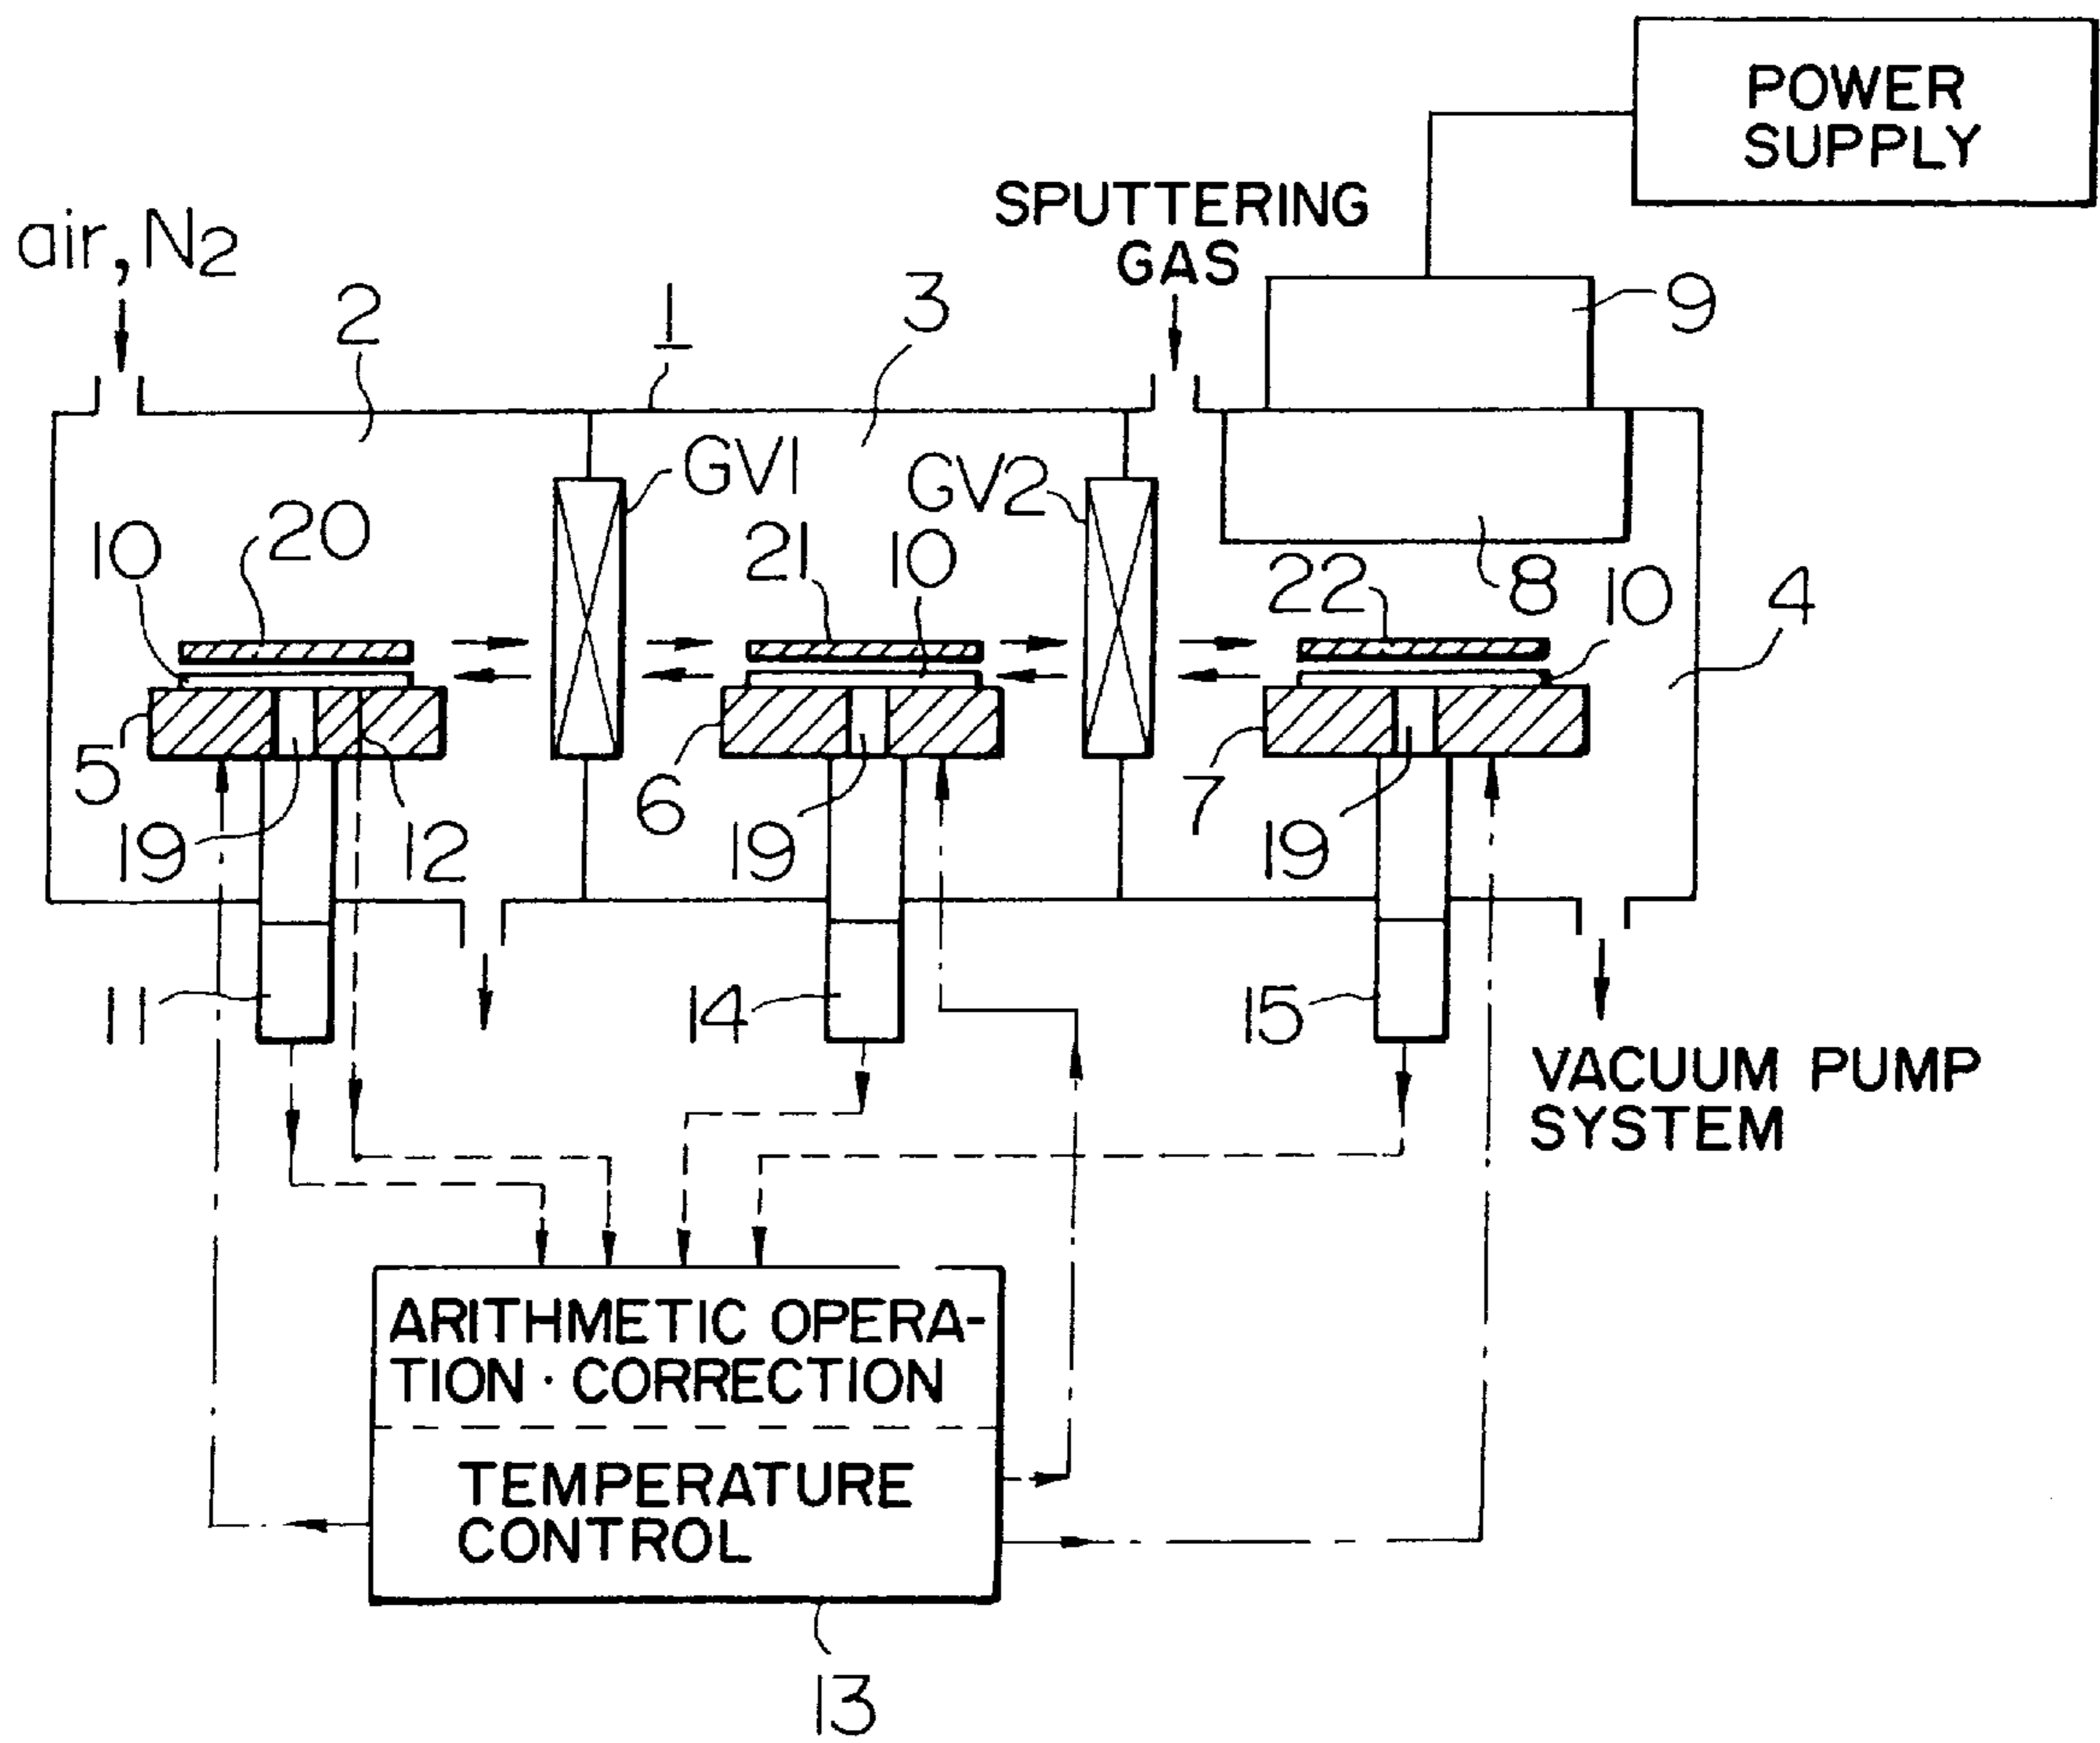 POWER
SUPPLY
SPUTTERING
GAS
air, N2
2
1
3
9
GV1
GV2
10
20
21
10
22
8
10
4
5
19
12
6
19
7
19
11
14
15
VACUUM PUMP
SYSTEM
ARITHMETIC OPERA-
TION · CORRECTION
TEMPERATURE
CONTROL
13